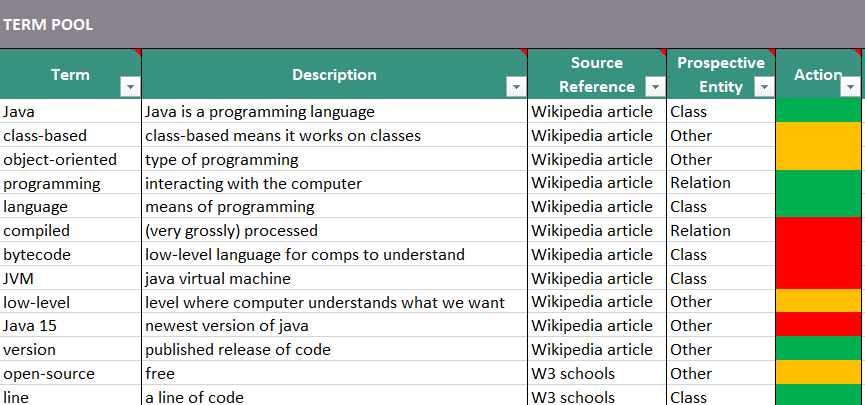 TERM POOL
Term Description Source Reference Prospective Entity Action
Java Java is a programming language Wikipedia article Class
class-based class-based means it works on classes Wikipedia article Other
object-oriented type of programming Wikipedia article Other
programming interacting with the computer Wikipedia article Relation
language means of programming Wikipedia article Class
compiled (very grossly) processed Wikipedia article Relation
bytecode low-level language for comps to understand Wikipedia article Class
JVM java virtual machine Wikipedia article Class
low-level level where computer understands what we want Wikipedia article Other
Java 15 newest version of java Wikipedia article Other
version published release of code Wikipedia article Other
open-source free W3 schools Other
line a line of code W3 schools Class